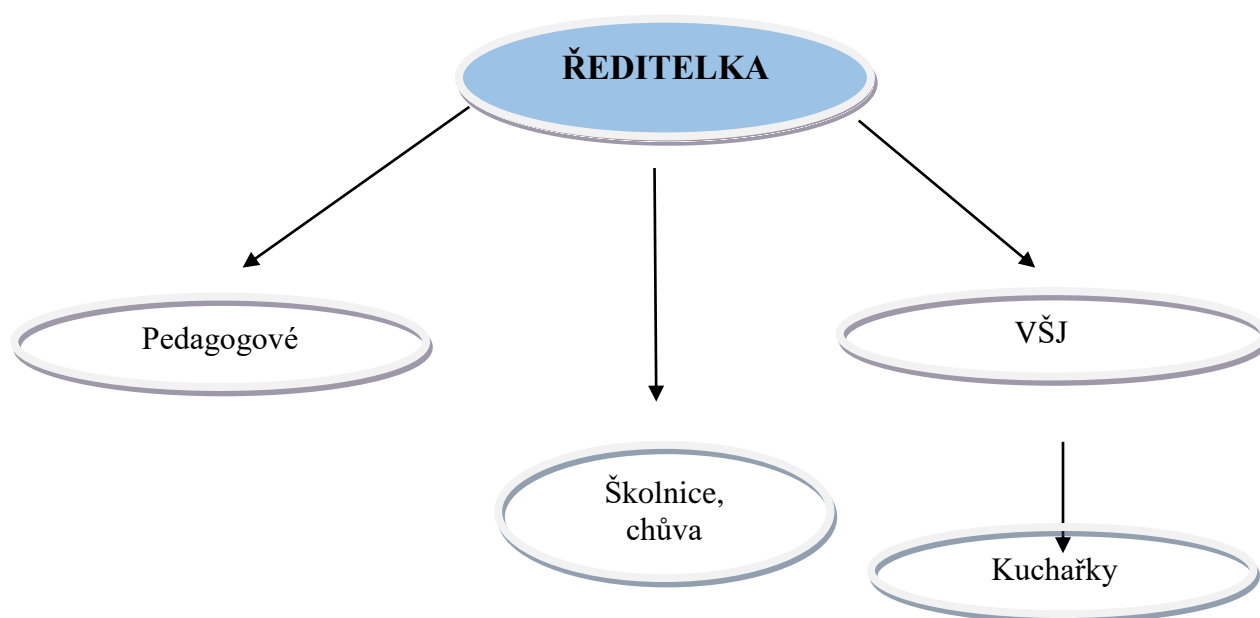 ŘEDITELKA
Pedagogové
VŠJ
Školnice,
chůva
Kuchařky